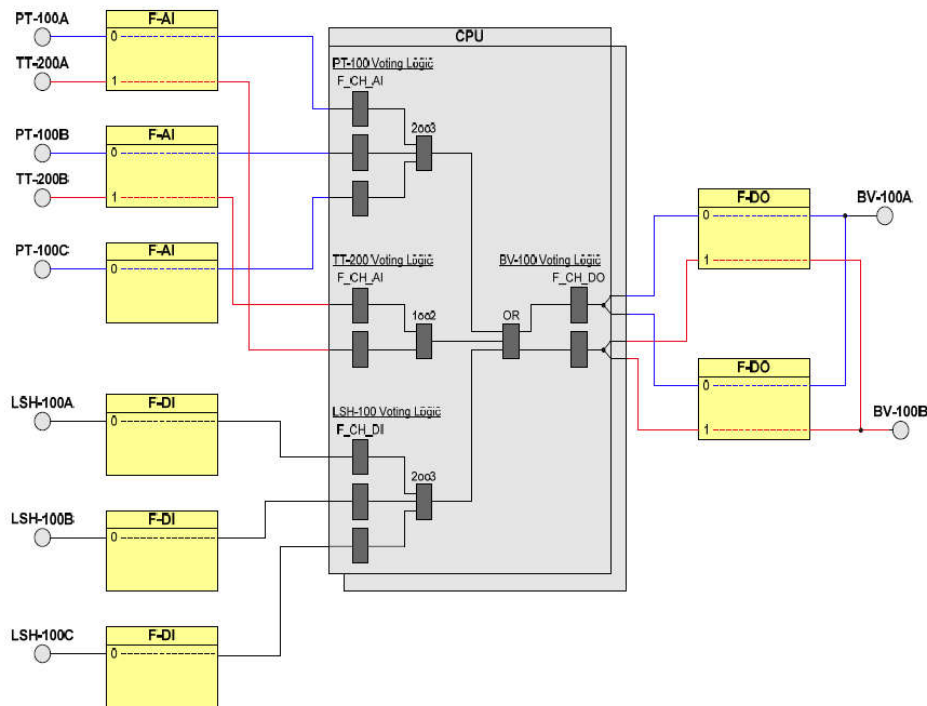 PT-100A
F-AI
0
TT-200A
1
PT-100B
F-AI
0
TT-200B
1
PT-100C
F-AI
0
LSH-100A
F-DI
0
LSH-100B
F-DI
0
LSH-100C
F-DI
0
CPU
PT-100 Voting Logic
F_CH_AI
2oo3
TT-200 Voting Logic
F_CH_AI
1oo2
BV-100 Voting Logic
F_CH_DO
OR
LSH-100 Voting Logic
F_CH_DI
2oo3
F-DO
0
1
BV-100A
F-DO
0
1
BV-100B